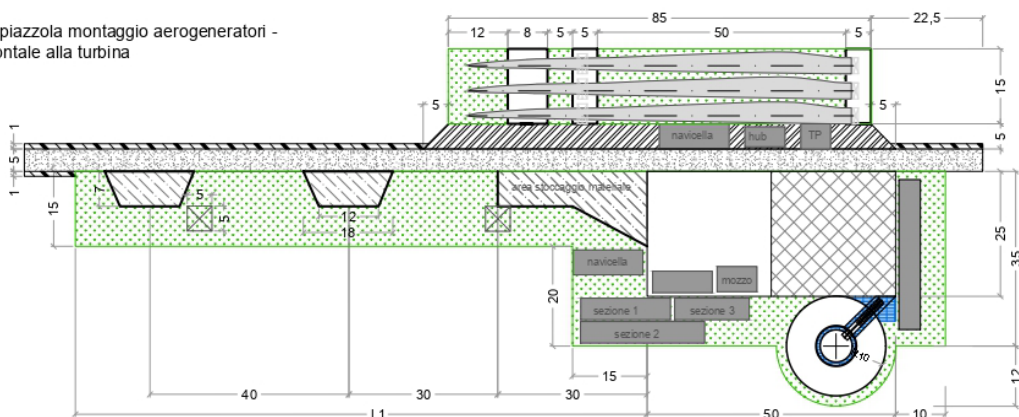 piazzola montaggio aerogeneratori -
ontale alla turbina
85
22,5
12
8
5
5
50
5
15
5
5
5
navicella
hub
TP
1
5
1
7
15
area stoccaggio materiale
5
5
12
18
25
35
navicella
mozzo
20
sezione 1
sezione 3
sezione 2
R10
12
15
40
30
30
L1
50
10